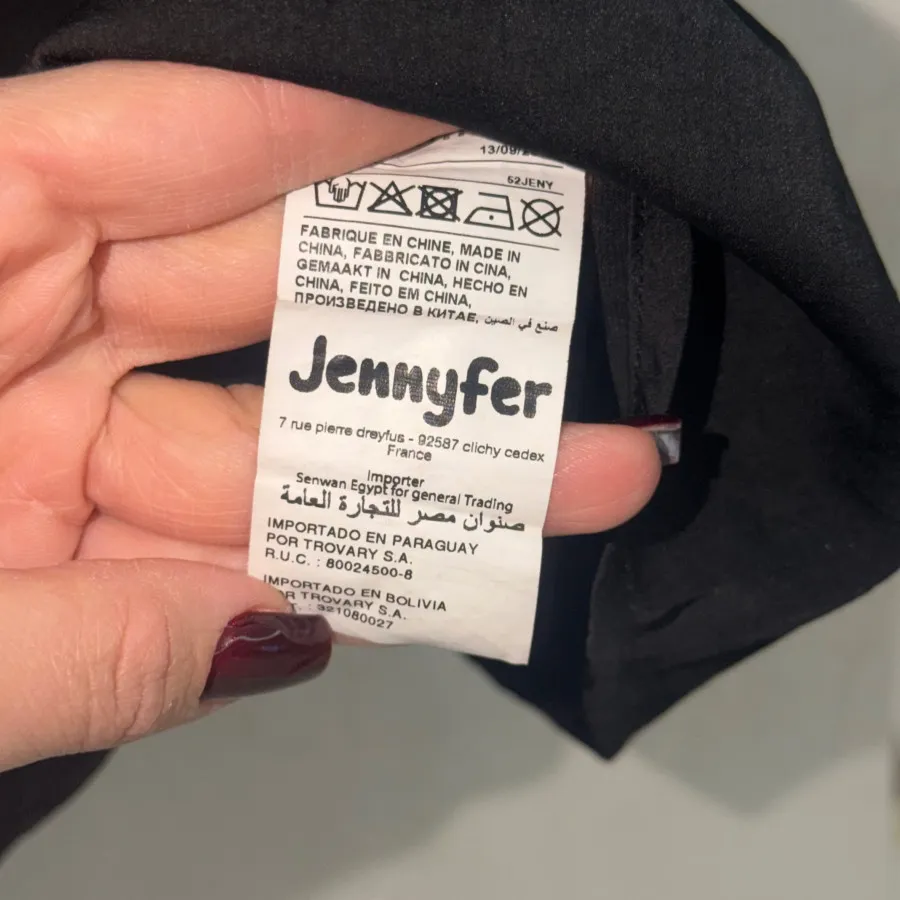 13/09/2
52JENY
FABRIQUE EN CHINE, MADE IN
CHINA, FABBRICATO IN CINA,
GEMAAKT IN CHINA, HECHO EN
CHINA, FEITO EM CHINA,
ПРОИЗВЕДЕНО В КИТАЕ, صنع في الصين
Jennyfer
7 rue pierre dreyfus - 92587 clichy cedex
France
Importer
Senwan Egypt for general Trading
صنوان مصر للتجارة العامة
IMPORTADO EN PARAGUAY
POR TROVARY S.A.
R.U.C. : 80024500-8
IMPORTADO EN BOLIVIA
TROVARY S.A.
321080027